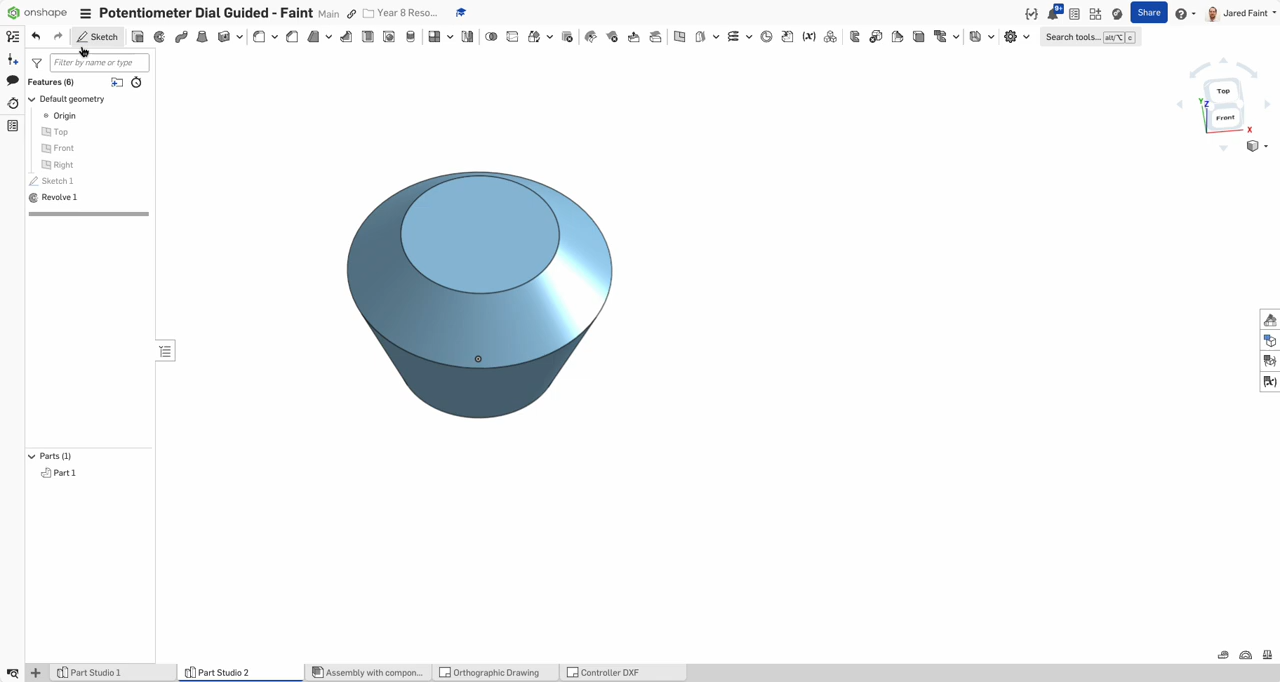 onshape
Potentiometer Dial Guided - Faint
Main
Year 8 Reso...
9+
Share
Jared Faint
Sketch
Search tools...
alt/⌥
c
Filter by name or type
Features (6)
Default geometry
Origin
Top
Front
Right
Sketch 1
Revolve 1
Top
Front
Y
Z
X
Parts (1)
Part 1
Part Studio 1
Part Studio 2
Assembly with compon...
Orthographic Drawing
Controller DXF